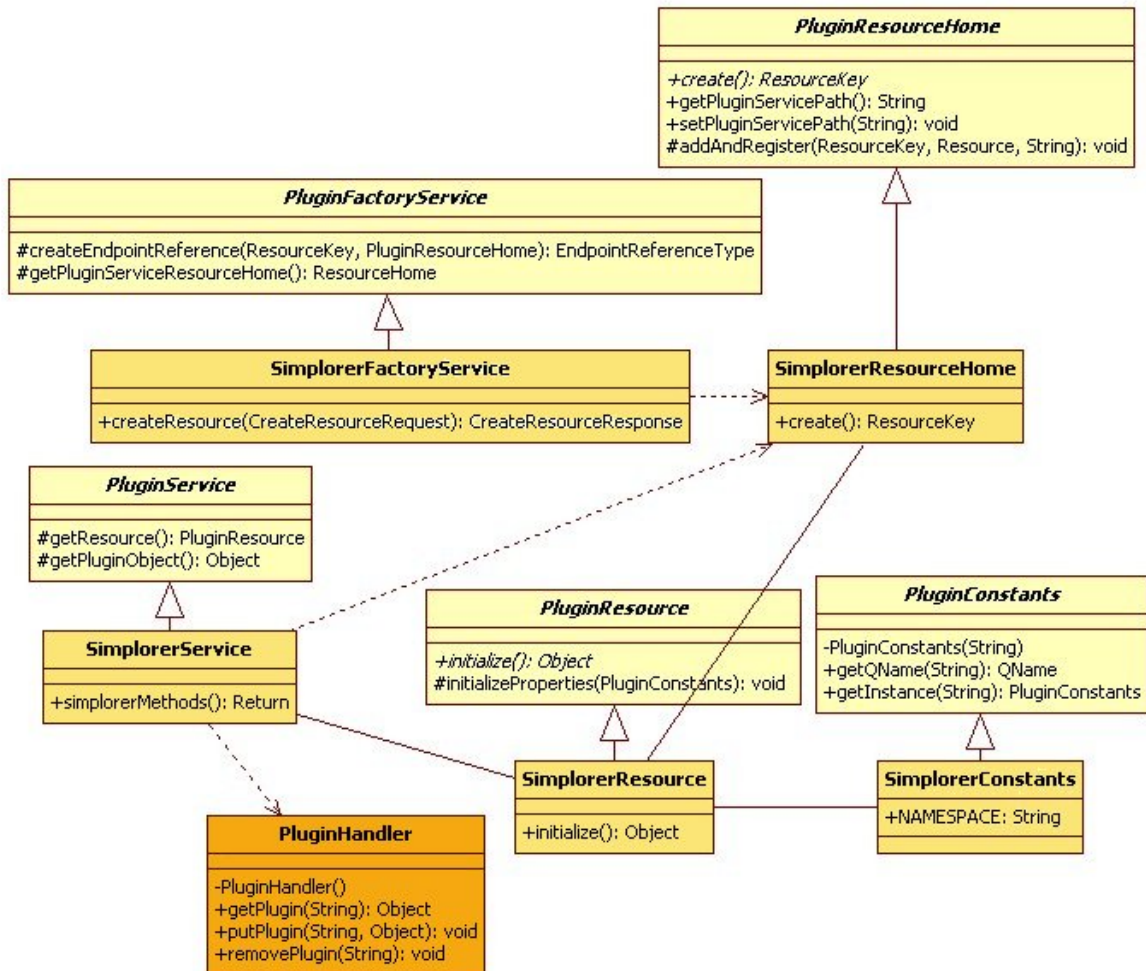 PluginResourceHome
+create(): ResourceKey
+getPluginServicePath(): String
+setPluginServicePath(String): void
#addAndRegister(ResourceKey, Resource, String): void
PluginFactoryService
#createEndpointReference(ResourceKey, PluginResourceHome): EndpointReferenceType
#getPluginServiceResourceHome(): ResourceHome
SimplorerFactoryService
+createResource(CreateResourceRequest): CreateResourceResponse
SimplorerResourceHome
+create(): ResourceKey
PluginService
#getResource(): PluginResource
#getPluginObject(): Object
SimplorerService
+simplorerMethods(): Return
PluginResource
+initialize(): Object
#initializeProperties(PluginConstants): void
PluginConstants
-PluginConstants(String)
+getQName(String): QName
+getInstance(String): PluginConstants
SimplorerResource
+initialize(): Object
SimplorerConstants
+NAMESPACE: String
PluginHandler
-PluginHandler()
+getPlugin(String): Object
+putPlugin(String, Object): void
+removePlugin(String): void